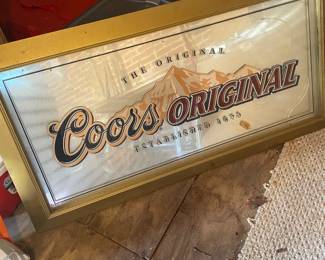 THE ORIGINAL
Coors ORIGINAL
ESTABLISHED 1873